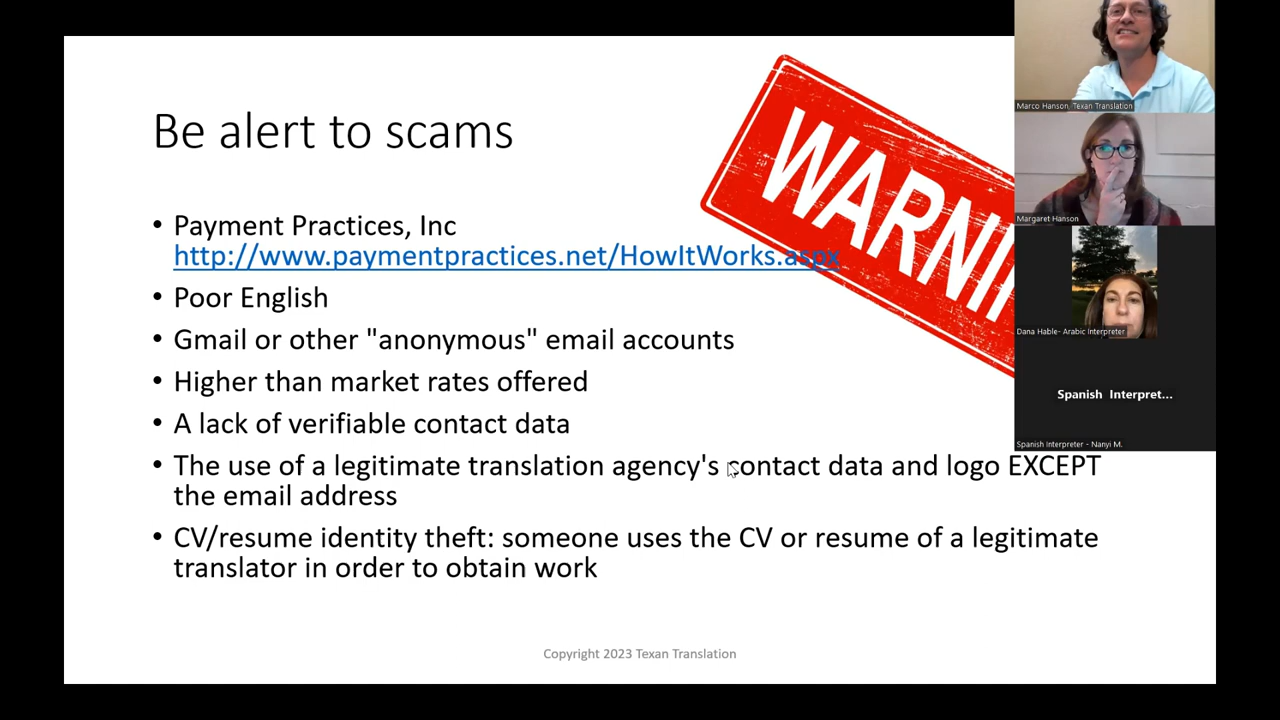 Be alert to scams
• Payment Practices, Inc
http://www.paymentpractices.net/HowItWorks.aspx
• Poor English
• Gmail or other "anonymous" email accounts
• Higher than market rates offered
• A lack of verifiable contact data
• The use of a legitimate translation agency's contact data and logo EXCEPT
the email address
• CV/resume identity theft: someone uses the CV or resume of a legitimate
translator in order to obtain work
Copyright 2023 Texan Translation
WARNI
Marco Hanson, Texan Translation
Margaret Hanson
Dana Hable- Arabic Interpreter
Spanish Interpret...
Spanish Interpreter - Nanyi M.